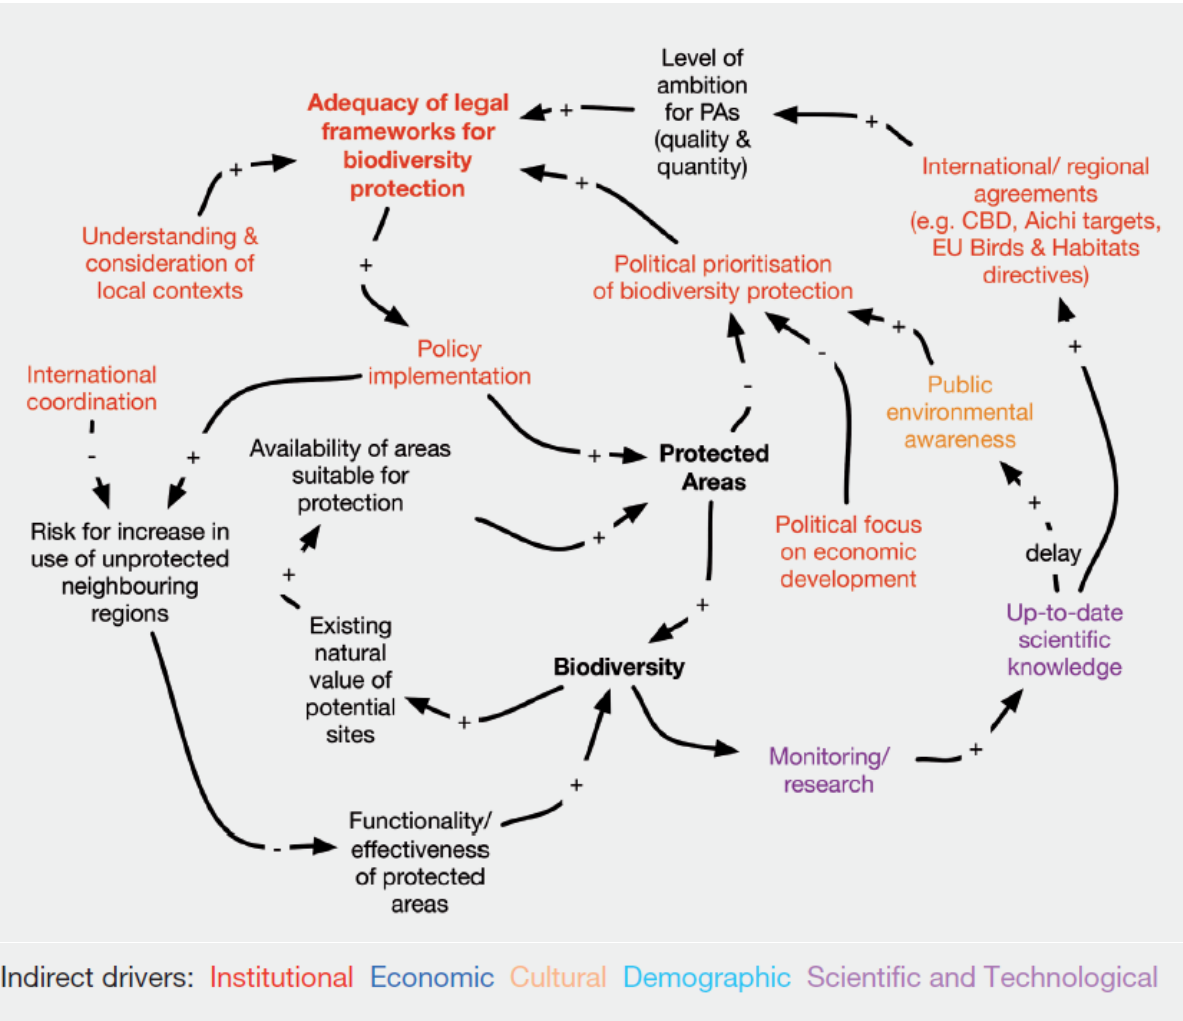 Level of
ambition
for PAs
(quality &
quantity)
+
+
Adequacy of legal
frameworks for
biodiversity
protection
+
+
International/ regional
agreements
(e.g. CBD, Aichi targets,
EU Birds & Habitats
directives)
Understanding &
consideration of
local contexts
+
Political prioritisation
of biodiversity protection
+
+
-
Policy
implementation
International
coordination
-
+
-
Public
environmental
awareness
Availability of areas
suitable for
protection
+
Protected
Areas
+
+
delay
Political focus
on economic
development
Risk for increase in
use of unprotected
neighbouring
regions
+
+
Up-to-date
scientific
knowledge
Existing
natural
value of
potential
sites
Biodiversity
+
+
Monitoring/
research
+
Functionality/
effectiveness
of protected
areas
-
Indirect drivers: Institutional Economic Cultural Demographic Scientific and Technological